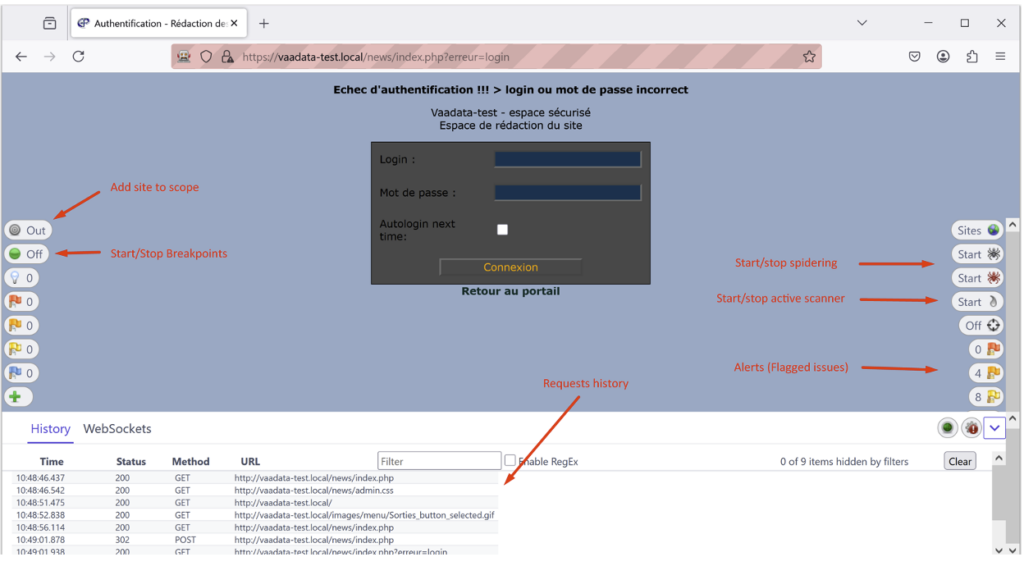 Authentification - Rédaction de
https://vaadata-test.local/news/index.php?erreur=login
Echec d'authentification !!! > login ou mot de passe incorrect
Vaadata-test - espace sécurisé
Espace de rédaction du site
Login :
Mot de passe :
Autologin next
time:
Connexion
Retour au portail
Add site to scope
Out
Off
Start/Stop Breakpoints
0
0
0
0
0
Sites
Start/stop spidering
Start
Start
Start/stop active scanner
Start
Off
0
Alerts (Flagged issues)
4
8
Requests history
History WebSockets
Time Status Method URL Filter Enable RegEx 0 of 9 items hidden by filters Clear
10:48:46.437 200 GET http://vaadata-test.local/news/index.php
10:48:46.542 200 GET http://vaadata-test.local/news/admin.css
10:48:51.475 200 GET http://vaadata-test.local/
10:48:52.838 200 GET http://vaadata-test.local/images/menu/Sorties_button_selected.gif
10:48:56.114 200 GET http://vaadata-test.local/news/index.php
10:49:01.878 302 POST http://vaadata-test.local/news/index.php
10:49:01.938 200 GET http://vaadata-test.local/news/index.php?erreur=login